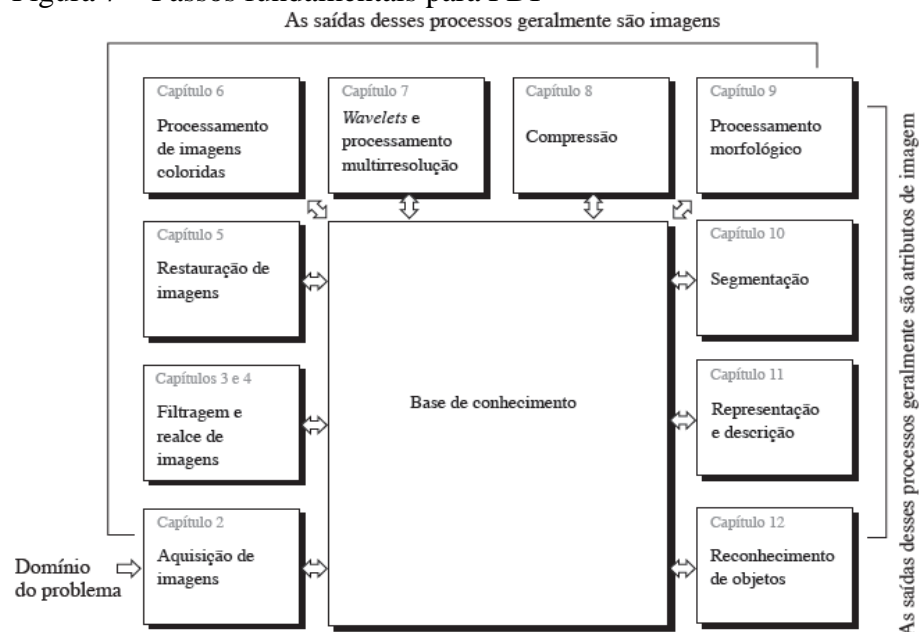 As saídas desses processos geralmente são imagens
Capítulo 6
Processamento
de imagens
coloridas
Capítulo 7
Wavelets e
processamento
multirresolução
Capítulo 8
Compressão
Capítulo 9
Processamento
morfológico
Capítulo 5
Restauração de
imagens
Capítulo 10
Segmentação
Capítulos 3 e 4
Filtragem e
realce de
imagens
Base de conhecimento
Capítulo 11
Representação
e descrição
Domínio
do problema
Capítulo 2
Aquisição de
imagens
Capítulo 12
Reconhecimento
de objetos
As saídas desses processos geralmente são atributos de imagem